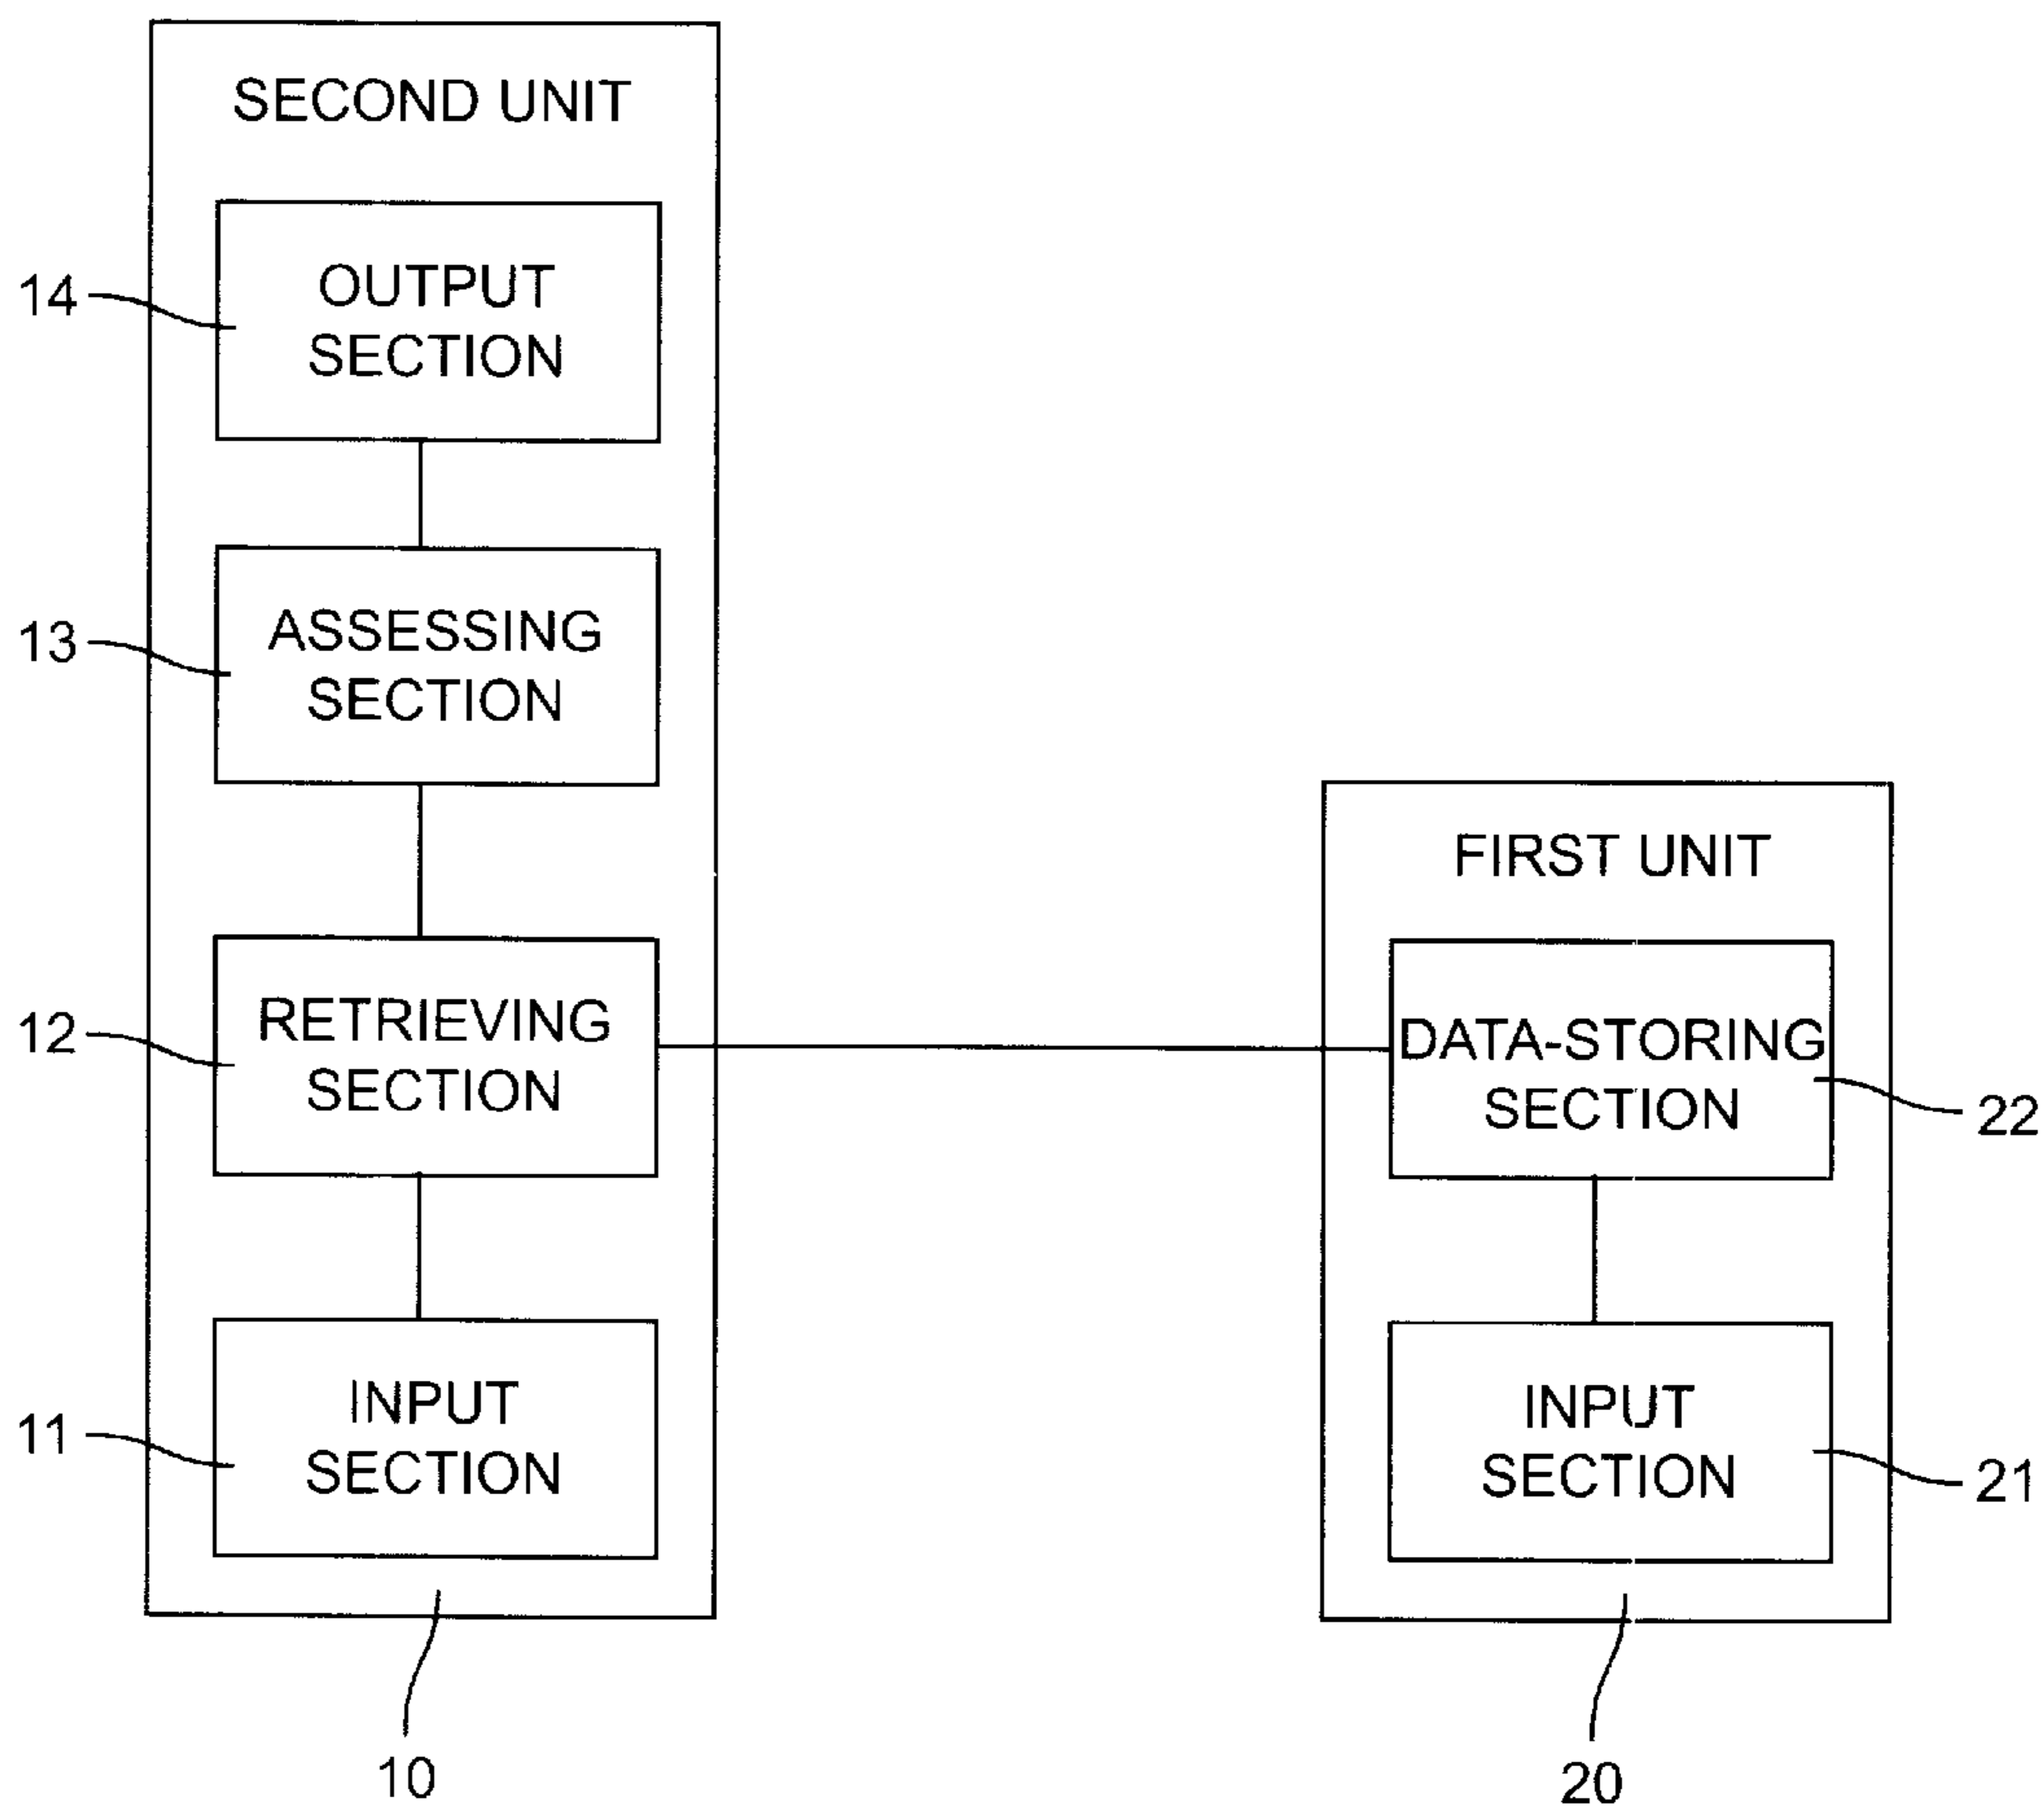 SECOND UNIT
14
OUTPUT
SECTION
13
ASSESSING
SECTION
12
RETRIEVING
SECTION
11
INPUT
SECTION
10
FIRST UNIT
DATA-STORING
SECTION
22
INPUT
SECTION
21
20